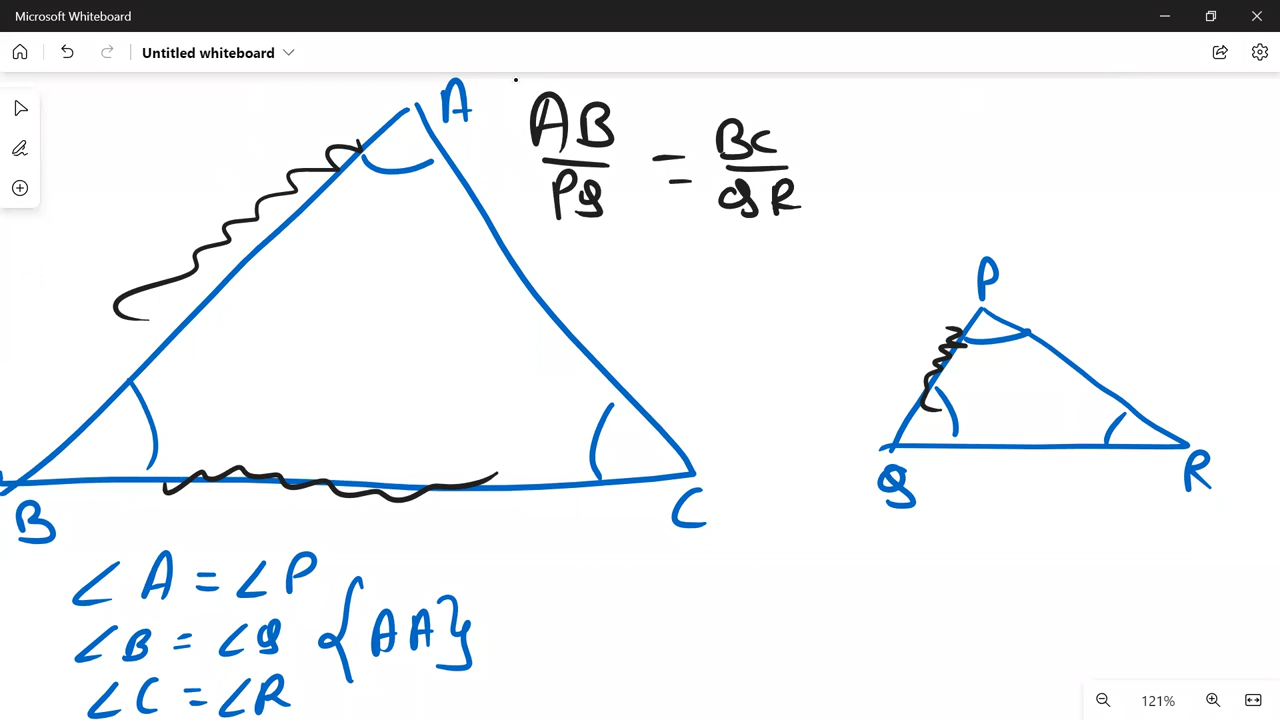 Microsoft Whiteboard
Untitled whiteboard
A
AB/PQ = BC/QR
P
B
C
Q
R
∠A = ∠P
∠B = ∠Q {AA}
∠C = ∠R
121%